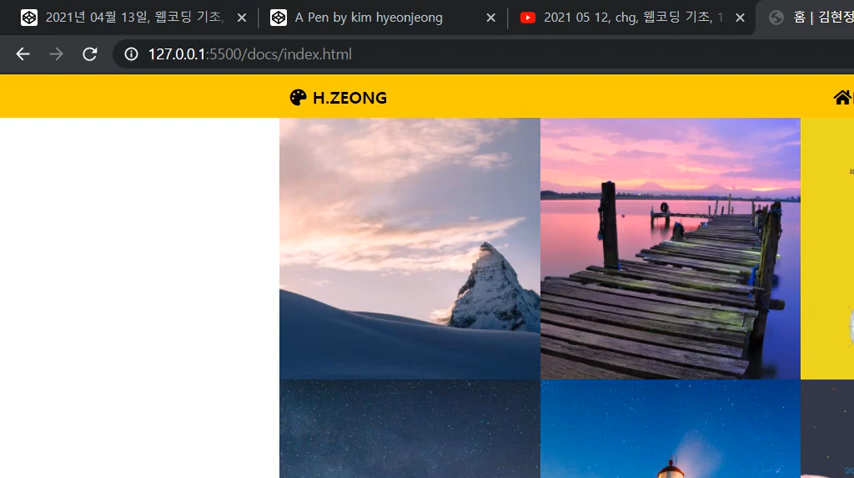 2021년 04월 13일, 웹코딩 기초,
A Pen by kim hyeonjeong
2021 05 12, chg, 웹코딩 기초, 1
홈 | 김현정
127.0.0.1:5500/docs/index.html
H.ZEONG